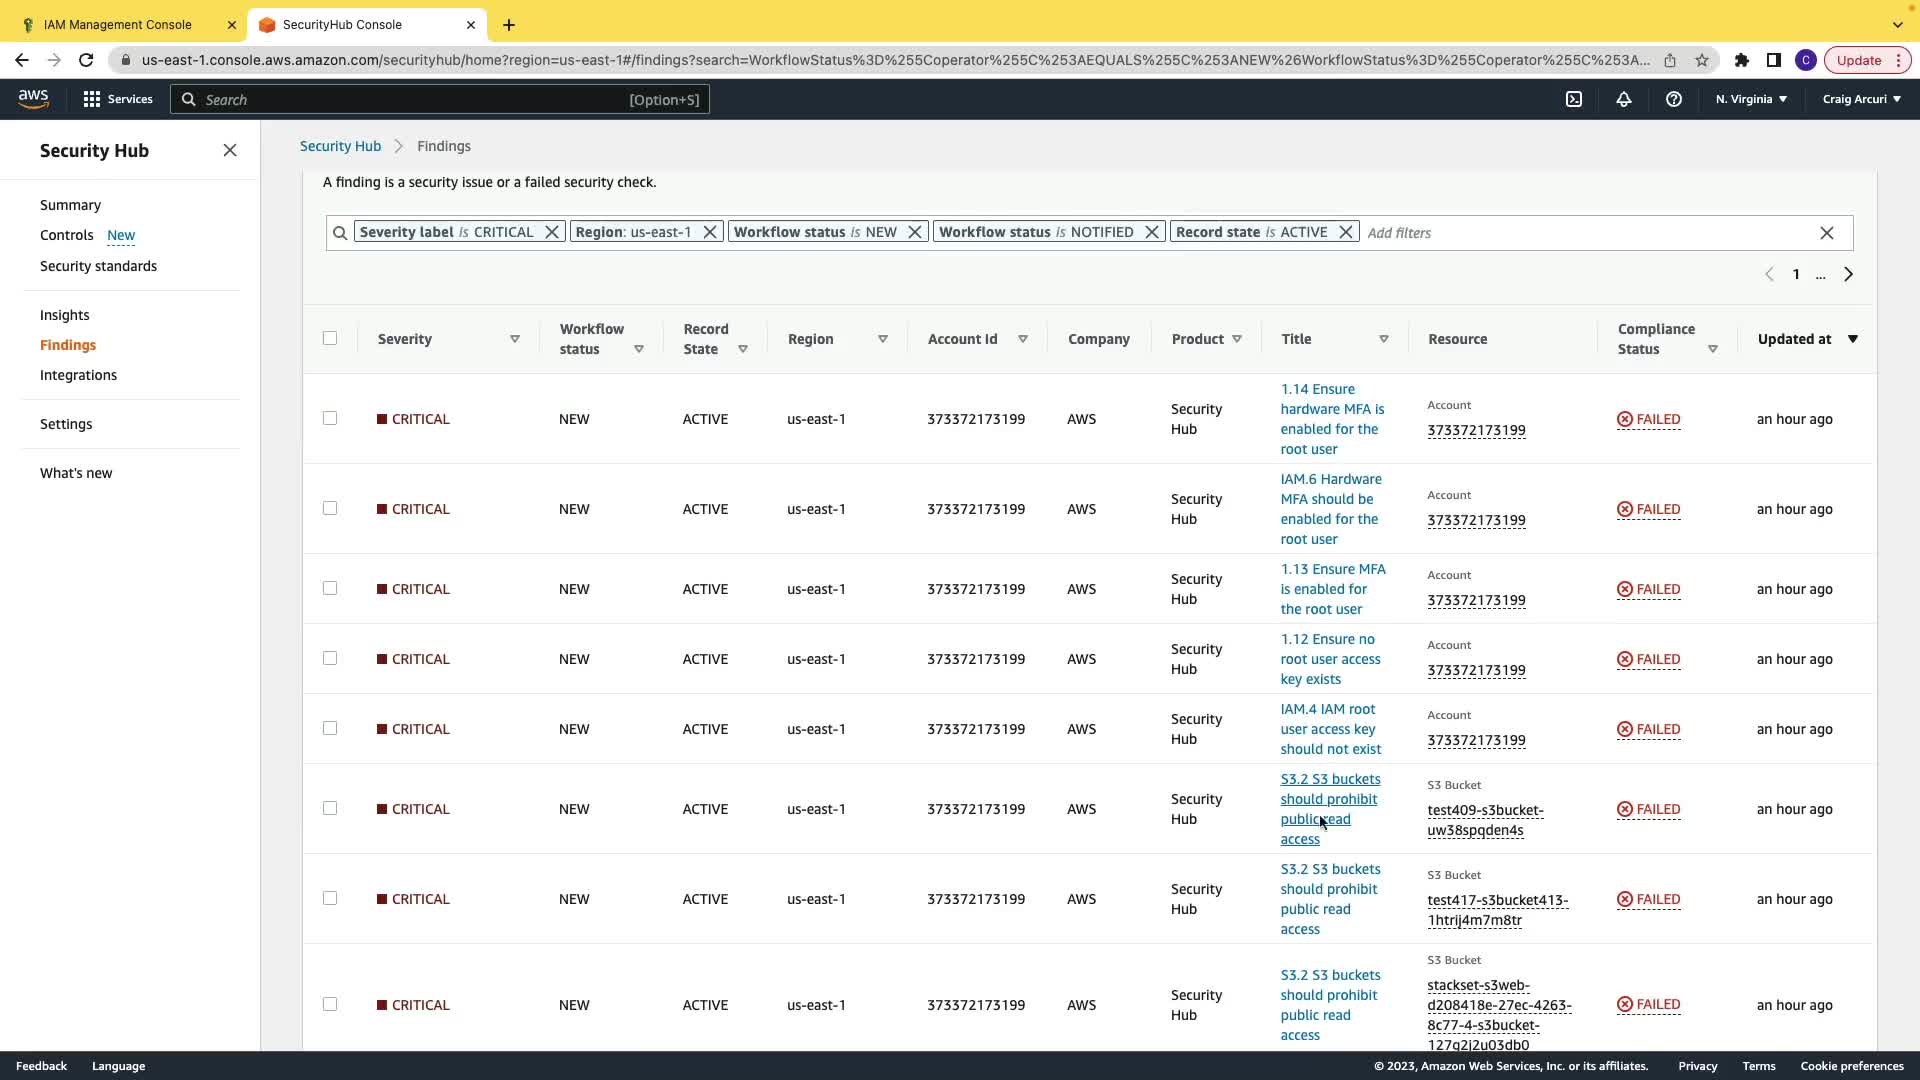 IAM Management Console
SecurityHub Console
us-east-1.console.aws.amazon.com/securityhub/home?region=us-east-1#/findings?search=WorkflowStatus%3D%255Coperator%255C%253AEQUALS%255C%253ANEW%26WorkflowStatus%3D%255Coperator%255C%253A...
C
Update
aws
Services
Search
[Option+S]
N. Virginia
Craig Arcuri
Security Hub
Summary
Controls New
Security standards
Insights
Findings
Integrations
Settings
What's new
Security Hub > Findings
A finding is a security issue or a failed security check.
Severity label is CRITICAL
Region: us-east-1
Workflow status is NEW
Workflow status is NOTIFIED
Record state is ACTIVE
Add filters
1 ...
Severity
Workflow
status
Record
State
Region
Account Id
Company
Product
Title
Resource
Compliance
Status
Updated at
CRITICAL
NEW
ACTIVE
us-east-1
373372173199
AWS
Security
Hub
1.14 Ensure
hardware MFA is
enabled for the
root user
Account
373372173199
FAILED
an hour ago
CRITICAL
NEW
ACTIVE
us-east-1
373372173199
AWS
Security
Hub
IAM.6 Hardware
MFA should be
enabled for the
root user
Account
373372173199
FAILED
an hour ago
CRITICAL
NEW
ACTIVE
us-east-1
373372173199
AWS
Security
Hub
1.13 Ensure MFA
is enabled for
the root user
Account
373372173199
FAILED
an hour ago
CRITICAL
NEW
ACTIVE
us-east-1
373372173199
AWS
Security
Hub
1.12 Ensure no
root user access
key exists
Account
373372173199
FAILED
an hour ago
CRITICAL
NEW
ACTIVE
us-east-1
373372173199
AWS
Security
Hub
IAM.4 IAM root
user access key
should not exist
Account
373372173199
FAILED
an hour ago
CRITICAL
NEW
ACTIVE
us-east-1
373372173199
AWS
Security
Hub
S3.2 S3 buckets
should prohibit
public read
access
S3 Bucket
test409-s3bucket-
uw38spqden4s
FAILED
an hour ago
CRITICAL
NEW
ACTIVE
us-east-1
373372173199
AWS
Security
Hub
S3.2 S3 buckets
should prohibit
public read
access
S3 Bucket
test417-s3bucket413-
1htrij4m7m8tr
FAILED
an hour ago
CRITICAL
NEW
ACTIVE
us-east-1
373372173199
AWS
Security
Hub
S3.2 S3 buckets
should prohibit
public read
access
S3 Bucket
stackset-s3web-
d208418e-27ec-4263-
8c77-4-s3bucket-
127q2j2u03db0
FAILED
an hour ago
Feedback
Language
© 2023, Amazon Web Services, Inc. or its affiliates.
Privacy
Terms
Cookie preferences